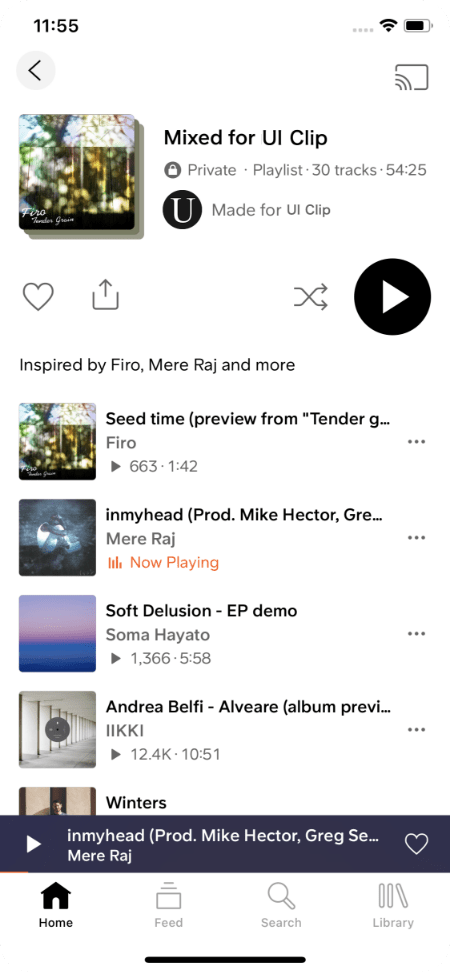 11:55
Mixed for UI Clip
Private · Playlist · 30 tracks · 54:25
U Made for UI Clip
Inspired by Firo, Mere Raj and more
Firo
Tender Grain
Seed time (preview from "Tender g...
Firo
663 · 1:42
Firo
Tender Grain
inmyhead (Prod. Mike Hector, Gre...
Mere Raj
Now Playing
Soft Delusion - EP demo
Soma Hayato
1,366 · 5:58
Andrea Belfi - Alveare (album previ...
IIKKI
12.4K · 10:51
Winters
inmyhead (Prod. Mike Hector, Greg Se...
Mere Raj
Home Feed Search Library